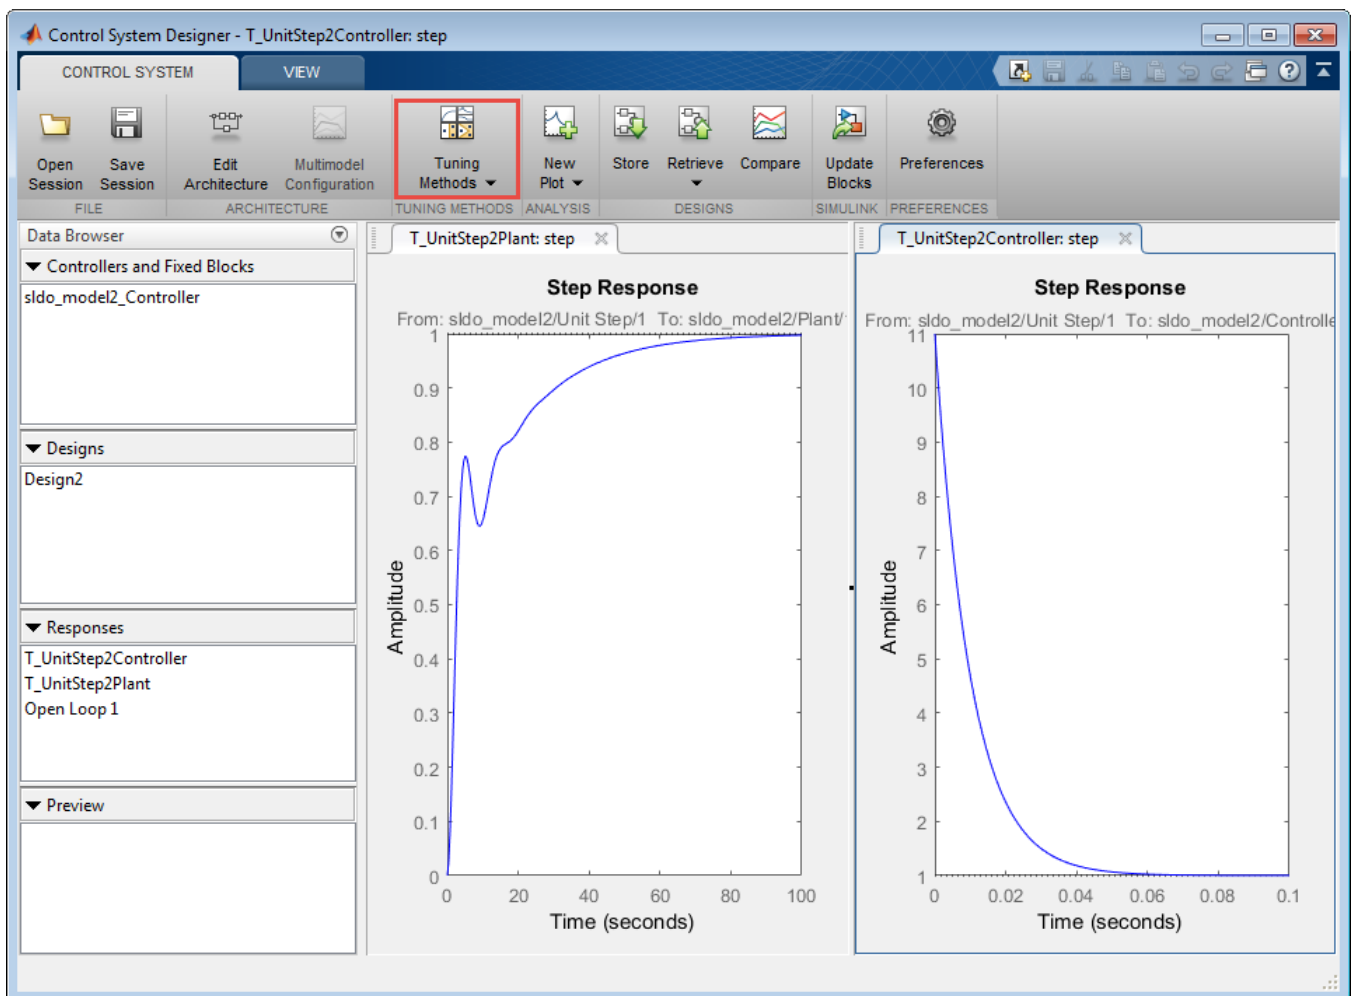 Control System Designer - T_UnitStep2Controller: step
CONTROL SYSTEM
VIEW
Open Session
Save Session
Edit Architecture
Multimodel Configuration
Tuning Methods
New Plot
Store
Retrieve
Compare
Update Blocks
Preferences
FILE
ARCHITECTURE
TUNING METHODS
ANALYSIS
DESIGNS
SIMULINK
PREFERENCES
Data Browser
Controllers and Fixed Blocks
sldo_model2_Controller
Designs
Design2
Responses
T_UnitStep2Controller
T_UnitStep2Plant
Open Loop 1
Preview
T_UnitStep2Plant: step
Step Response
From: sldo_model2/Unit Step/1 To: sldo_model2/Plant/
1
0.9
0.8
0.7
0.6
0.5
0.4
0.3
0.2
0.1
0
Amplitude
0 20 40 60 80 100
Time (seconds)
T_UnitStep2Controller: step
Step Response
From: sldo_model2/Unit Step/1 To: sldo_model2/Controlle
11
10
9
8
7
6
5
4
3
2
1
Amplitude
0 0.02 0.04 0.06 0.08 0.1
Time (seconds)